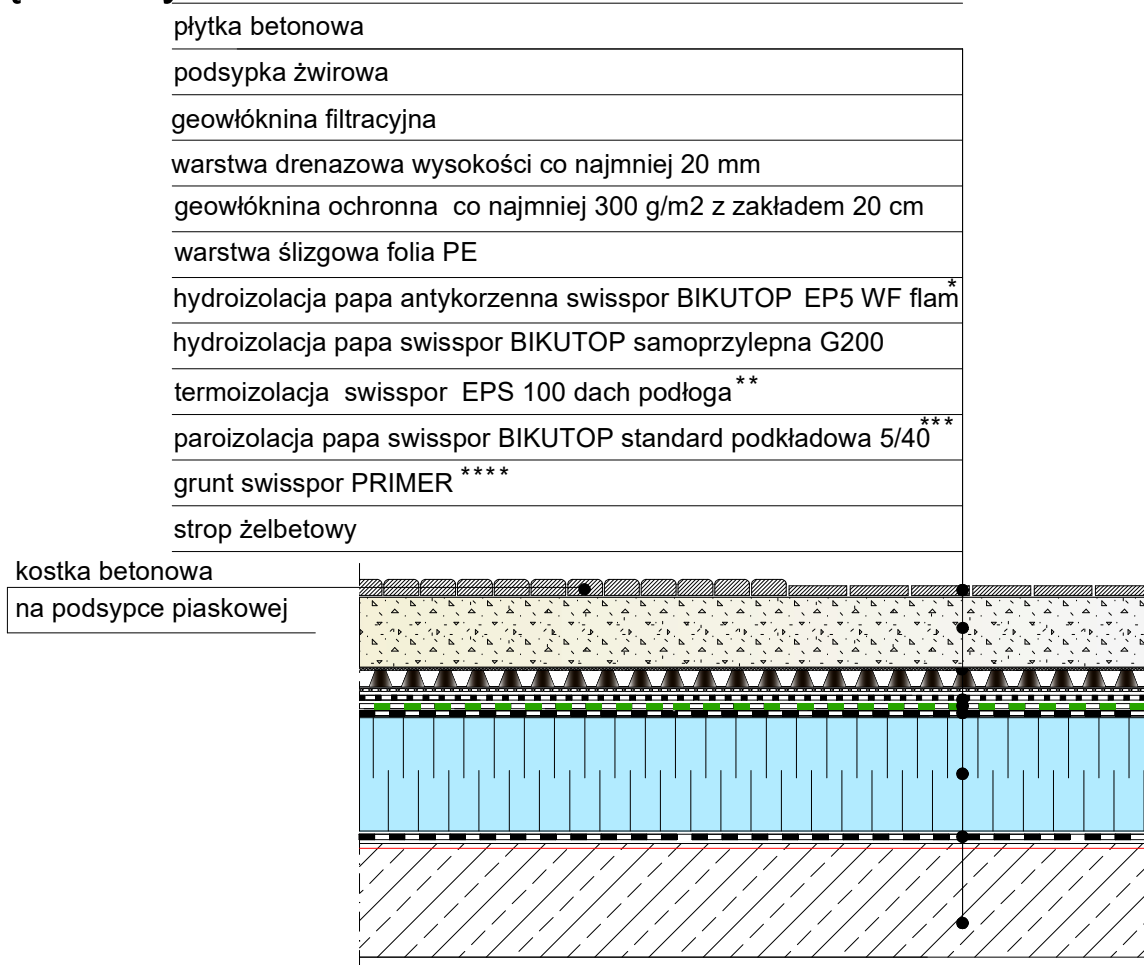 płytka betonowa
podsypka żwirowa
geowłóknina filtracyjna
warstwa drenazowa wysokości co najmniej 20 mm
geowłóknina ochronna co najmniej 300 g/m2 z zakładem 20 cm
warstwa ślizgowa folia PE
hydroizolacja papa antykorzenna swisspor BIKUTOP EP5 WF flam*
hydroizolacja papa swisspor BIKUTOP samoprzylepna G200
termoizolacja swisspor EPS 100 dach podłoga**
paroizolacja papa swisspor BIKUTOP standard podkładowa 5/40***
grunt swisspor PRIMER ****
strop żelbetowy
kostka betonowa
na podsypce piaskowej